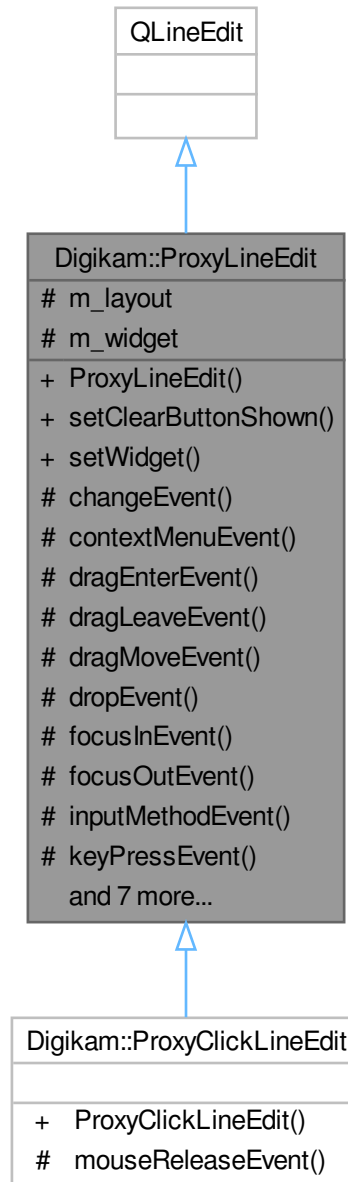 QLineEdit
Digikam::ProxyLineEdit
# m_layout
# m_widget
+ ProxyLineEdit()
+ setClearButtonShown()
+ setWidget()
# changeEvent()
# contextMenuEvent()
# dragEnterEvent()
# dragLeaveEvent()
# dragMoveEvent()
# dropEvent()
# focusInEvent()
# focusOutEvent()
# inputMethodEvent()
# keyPressEvent()
and 7 more...
Digikam::ProxyClickLineEdit
+ ProxyClickLineEdit()
# mouseReleaseEvent()